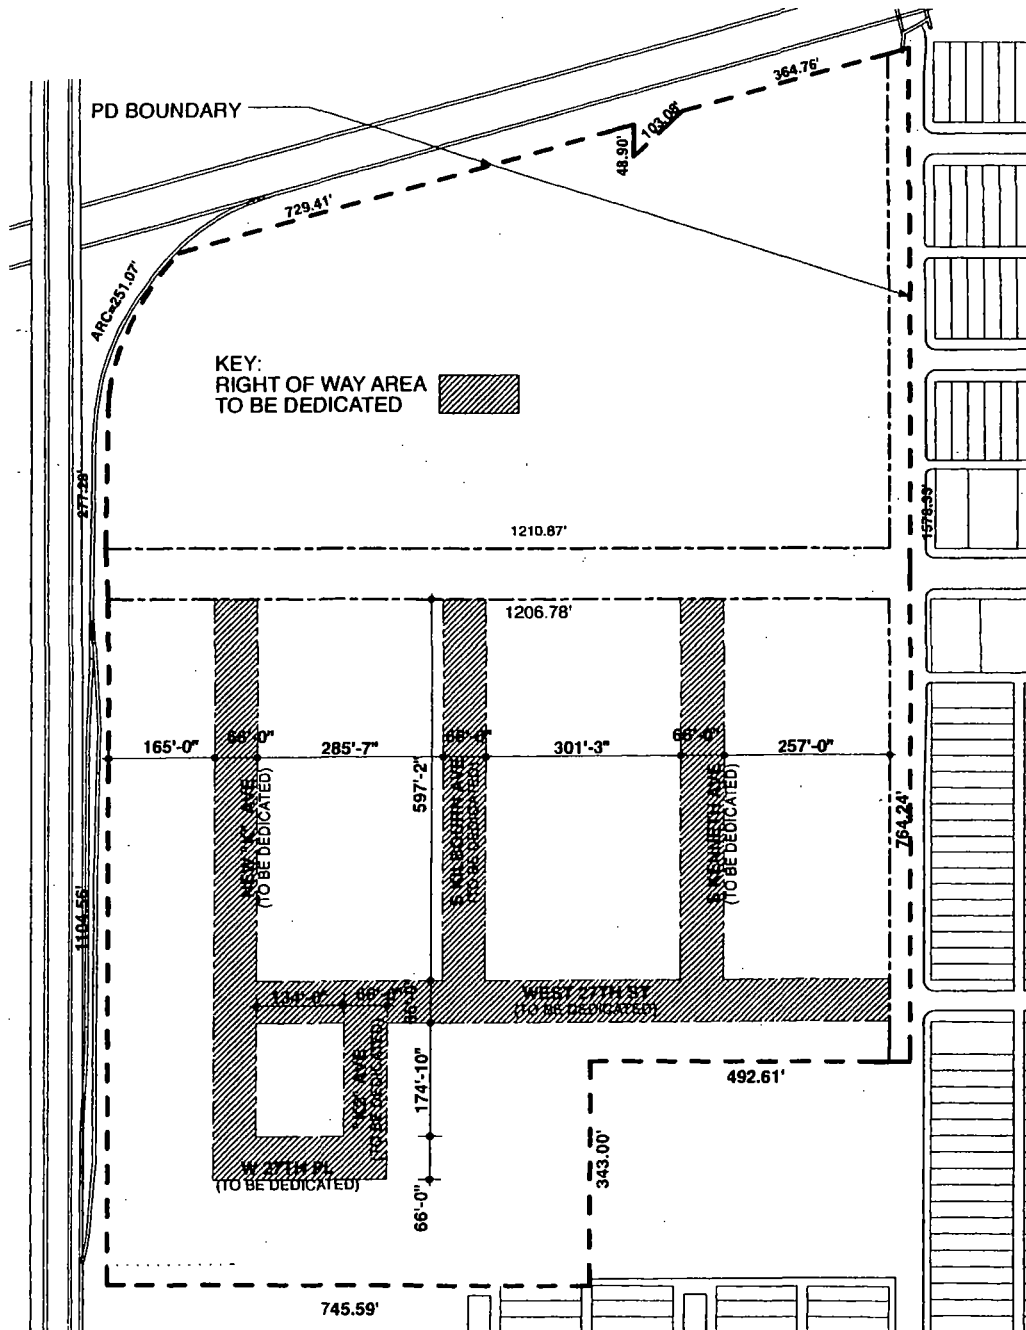 364.76'
PD BOUNDARY
103.08'
48.90'
729.41'
ARC=251.07'
KEY:
RIGHT OF WAY AREA
TO BE DEDICATED
277.28'
1578.33'
1210.87'
1206.78'
165'-0"
66'-0"
285'-7"
66'-0"
301'-3"
66'-0"
257'-0"
597'-2"
NEW "K" AVE
(TO BE DEDICATED)
S KILBOURN AVE
(TO BE DEDICATED)
S KENNETH AVE
(TO BE DEDICATED)
764.24'
1104.56'
134'-0"
66'-0"
66'-0"
WEST 27TH ST
(TO BE DEDICATED)
"K2" AVE
(TO BE DEDICATED)
174'-10"
492.61'
343.00'
W 27TH PL
(TO BE DEDICATED)
66'-0"
745.59'